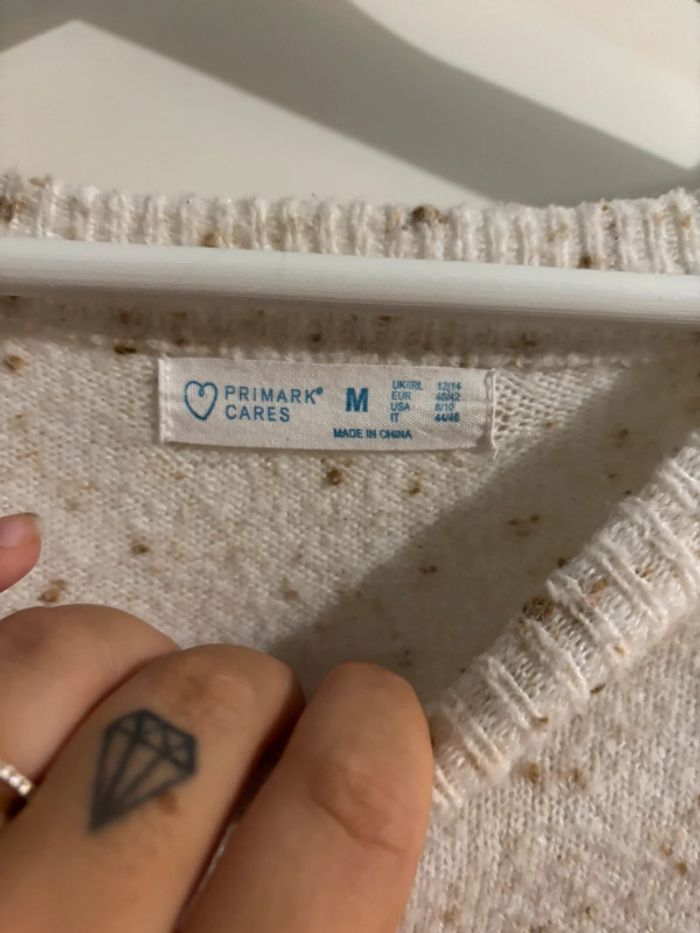 PRIMARK®
CARES
M
UK/IRL 12/14
EUR 40/42
USA 8/10
IT 44/46
MADE IN CHINA